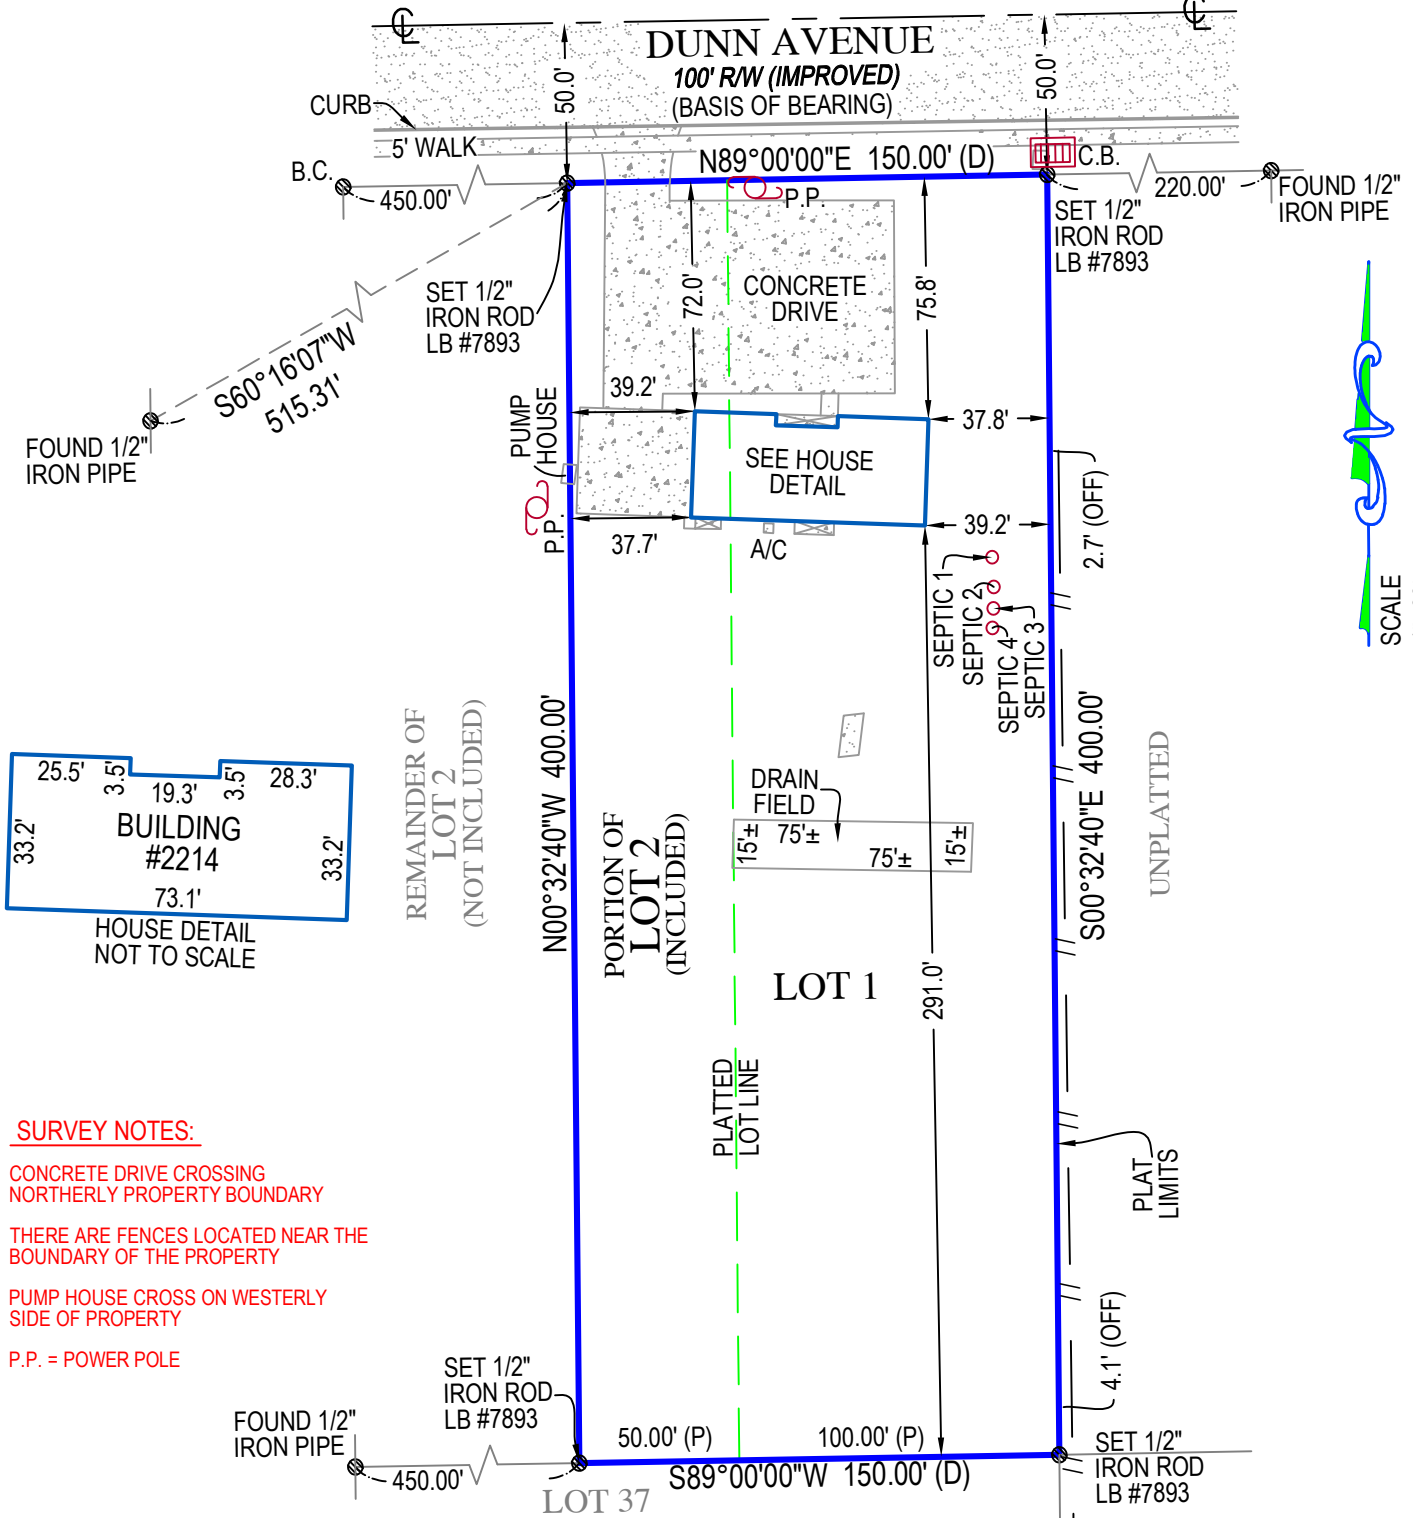 DUNN AVENUE
100' R/W (IMPROVED)
(BASIS OF BEARING)
50.0'
50.0'
CURB
5' WALK
B.C.
450.00'
N89°00'00"E 150.00' (D)
C.B.
220.00'
FOUND 1/2"
IRON PIPE
P.P.
SET 1/2"
IRON ROD
LB #7893
SET 1/2"
IRON ROD
LB #7893
S60°16'07"W
515.31'
FOUND 1/2"
IRON PIPE
72.0'
CONCRETE
DRIVE
75.8'
39.2'
37.8'
PUMP
HOUSE
P.P.
SEE HOUSE
DETAIL
37.7'
A/C
39.2'
2.7' (OFF)
SEPTIC 1
SEPTIC 2
SEPTIC 4
SEPTIC 3
SCALE
25.5'
3.5'
19.3'
3.5'
28.3'
33.2'
BUILDING
#2214
33.2'
73.1'
HOUSE DETAIL
NOT TO SCALE
REMAINDER OF
LOT 2
(NOT INCLUDED)
N00°32'40"W 400.00'
PORTION OF
LOT 2
(INCLUDED)
DRAIN
FIELD
15'±
75'±
75'±
15'±
S00°32'40"E 400.00'
UNPLATTED
LOT 1
291.0'
PLATTED
LOT LINE
PLAT
LIMITS
SURVEY NOTES:
CONCRETE DRIVE CROSSING
NORTHERLY PROPERTY BOUNDARY
THERE ARE FENCES LOCATED NEAR THE
BOUNDARY OF THE PROPERTY
PUMP HOUSE CROSS ON WESTERLY
SIDE OF PROPERTY
P.P. = POWER POLE
4.1' (OFF)
SET 1/2"
IRON ROD
LB #7893
FOUND 1/2"
IRON PIPE
450.00'
50.00' (P)
100.00' (P)
S89°00'00"W 150.00' (D)
SET 1/2"
IRON ROD
LB #7893
LOT 37